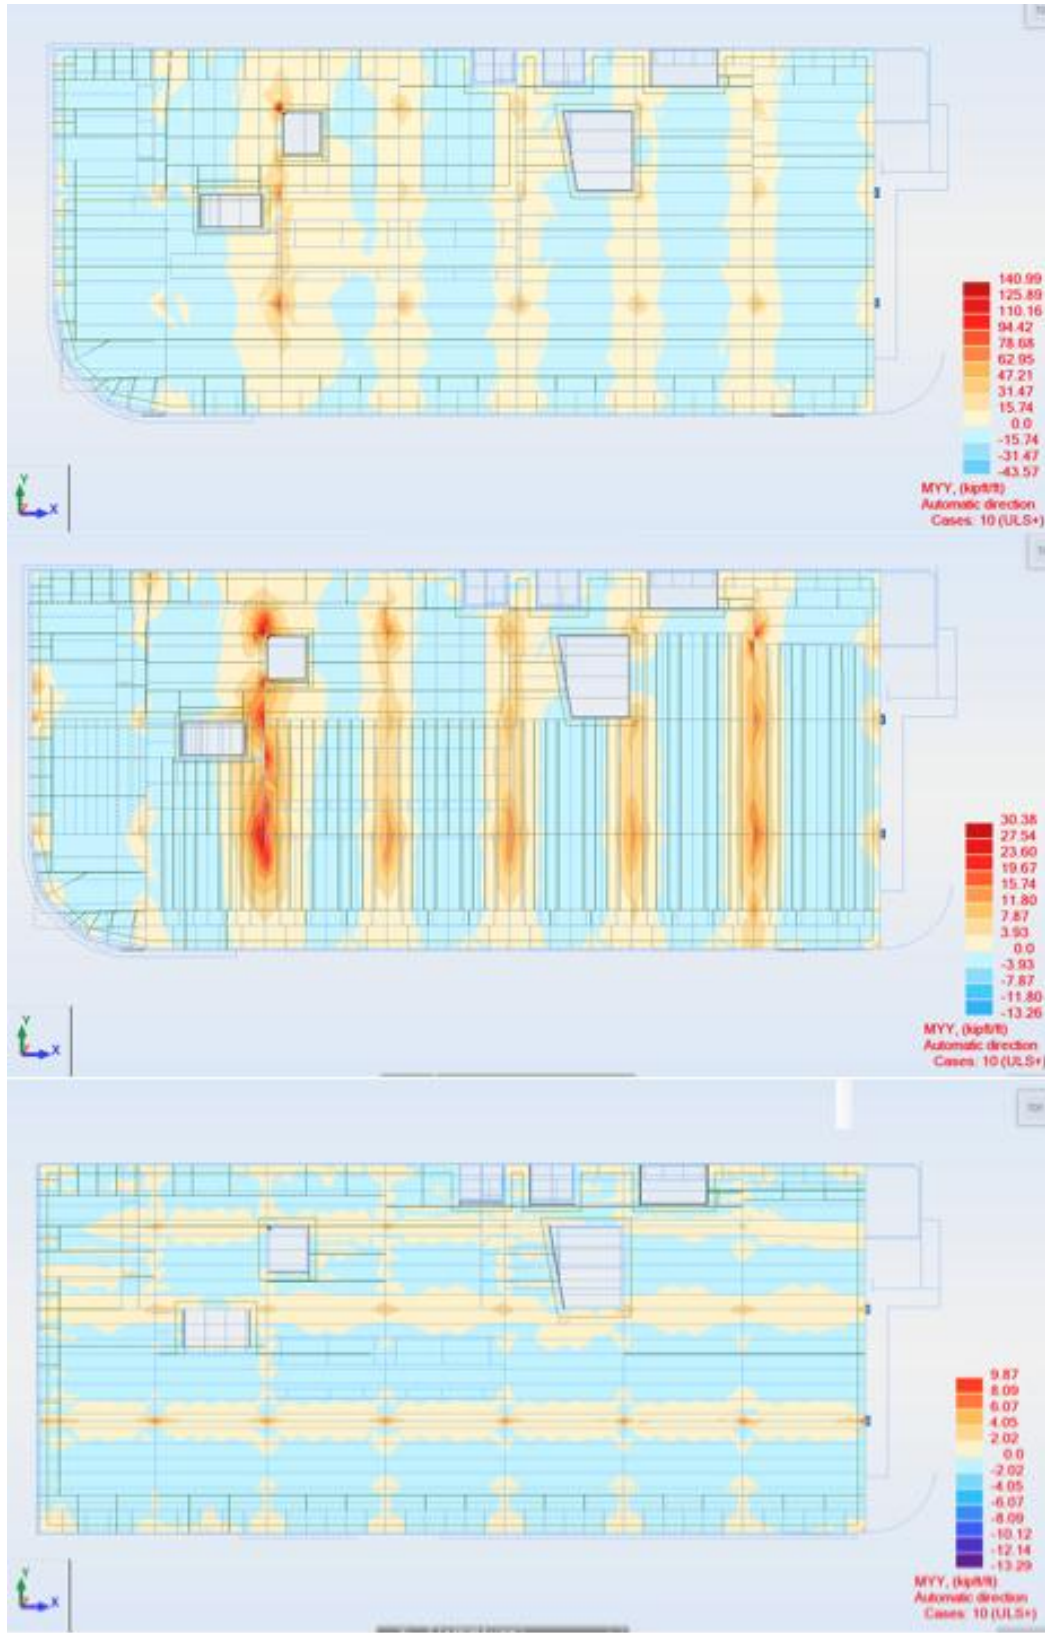 140.99
125.89
110.16
94.42
78.68
62.95
47.21
31.47
15.74
0.0
-15.74
-31.47
-43.57
MYY, (kipft/ft)
Automatic direction
Cases: 10 (ULS+)
Y
X
30.38
27.54
23.60
19.67
15.74
11.80
7.87
3.93
0.0
-3.93
-7.87
-11.80
-13.26
MYY, (kipft/ft)
Automatic direction
Cases: 10 (ULS+)
Y
X
TOP
9.87
8.09
6.07
4.05
2.02
0.0
-2.02
-4.05
-6.07
-8.09
-10.12
-12.14
-13.29
MYY, (kipft/ft)
Automatic direction
Cases: 10 (ULS+)
Y
X